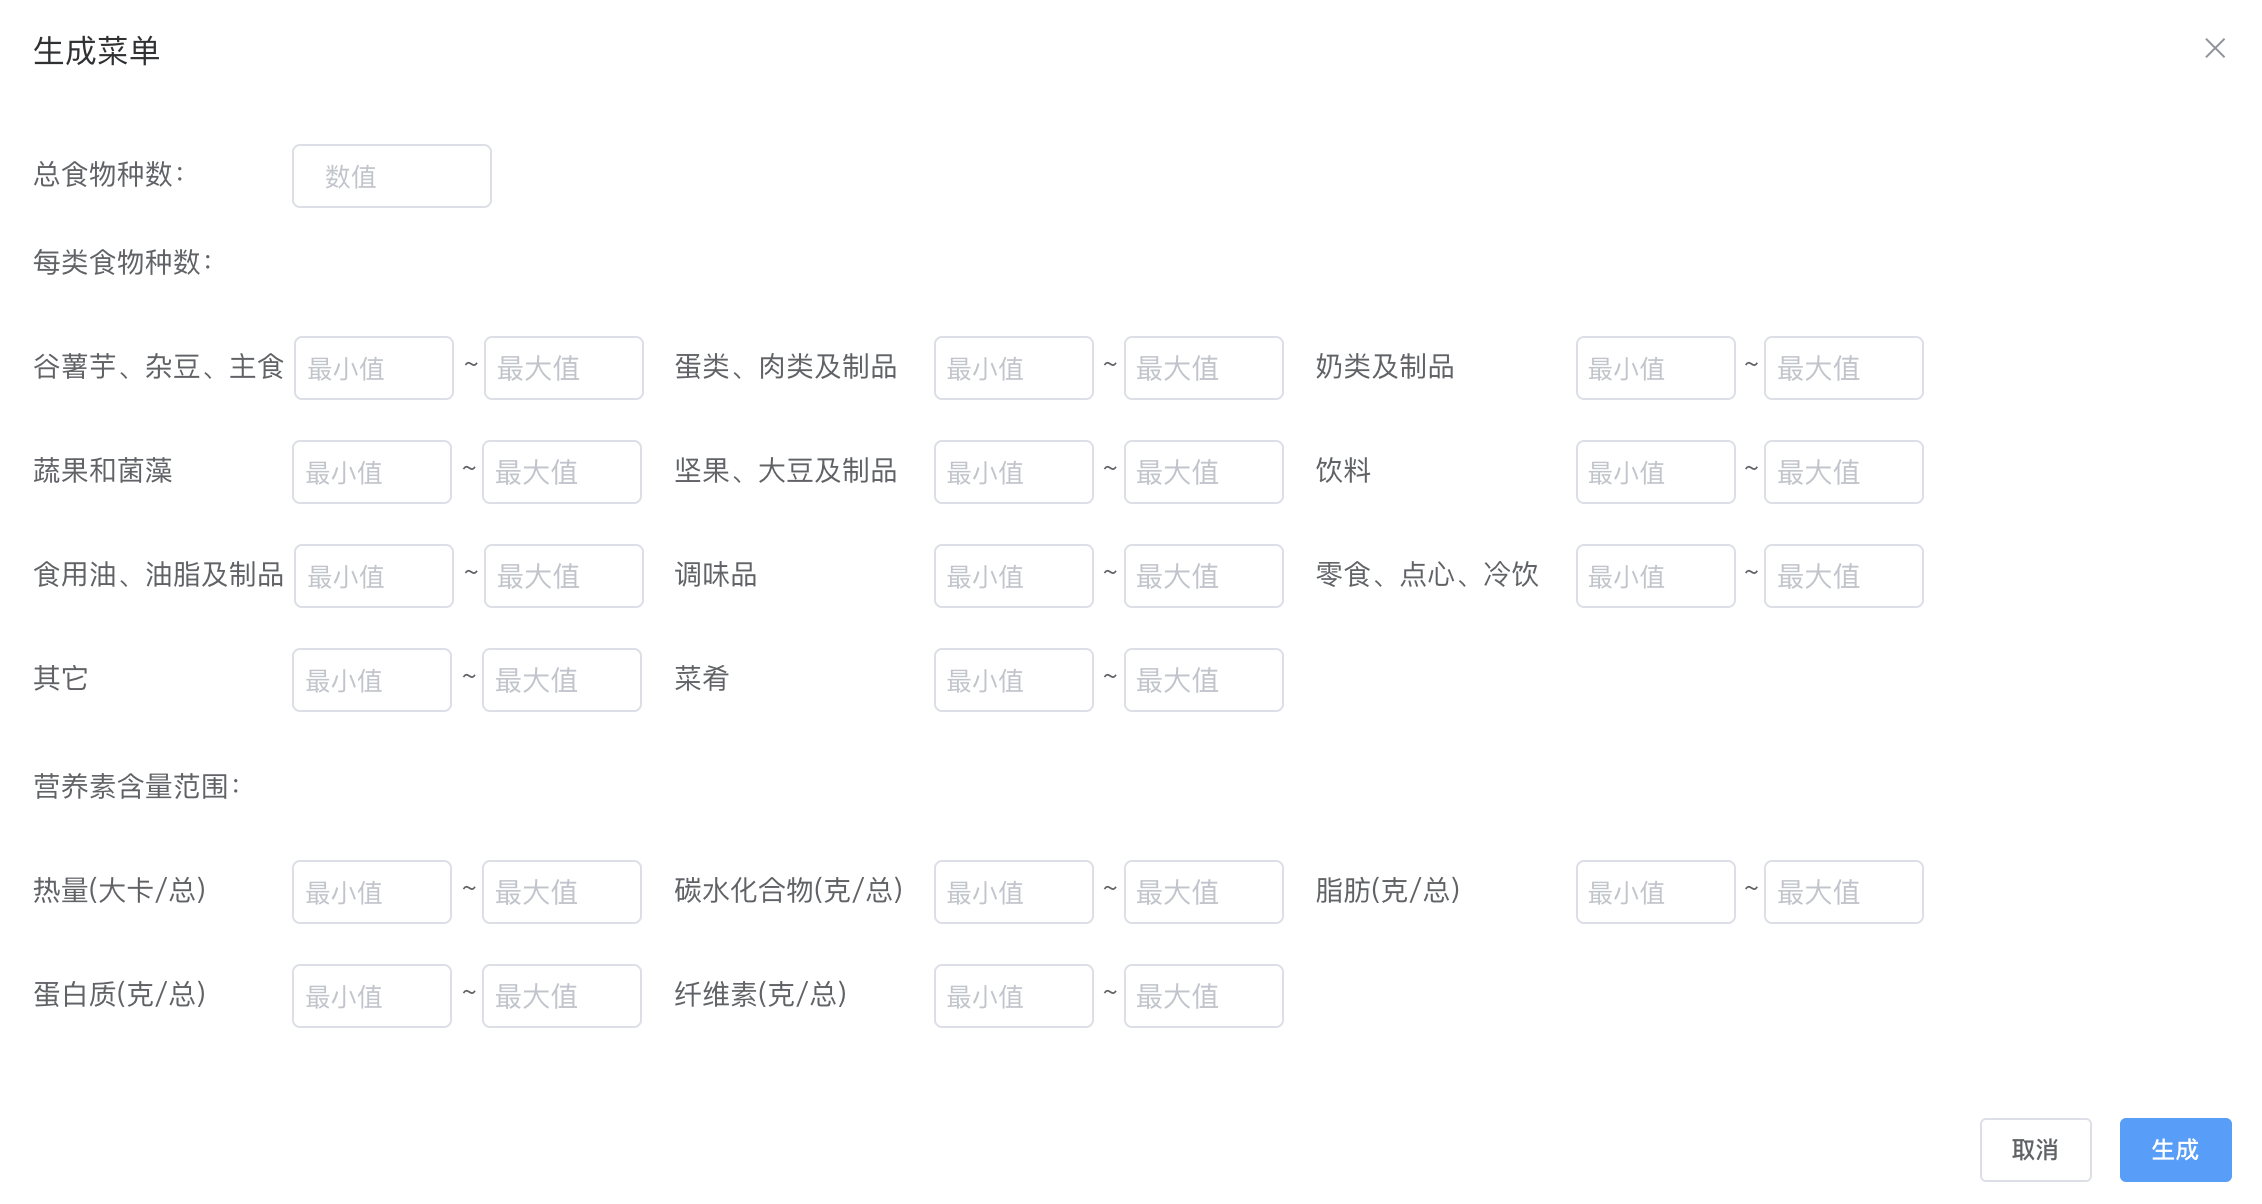 生成菜单
总食物种数: 数值
每类食物种数:
谷薯芋、杂豆、主食 最小值 ~ 最大值 蛋类、肉类及制品 最小值 ~ 最大值 奶类及制品 最小值 ~ 最大值
蔬果和菌藻 最小值 ~ 最大值 坚果、大豆及制品 最小值 ~ 最大值 饮料 最小值 ~ 最大值
食用油、油脂及制品 最小值 ~ 最大值 调味品 最小值 ~ 最大值 零食、点心、冷饮 最小值 ~ 最大值
其它 最小值 ~ 最大值 菜肴 最小值 ~ 最大值
营养素含量范围:
热量(大卡/总) 最小值 ~ 最大值 碳水化合物(克/总) 最小值 ~ 最大值 脂肪(克/总) 最小值 ~ 最大值
蛋白质(克/总) 最小值 ~ 最大值 纤维素(克/总) 最小值 ~ 最大值
取消 生成